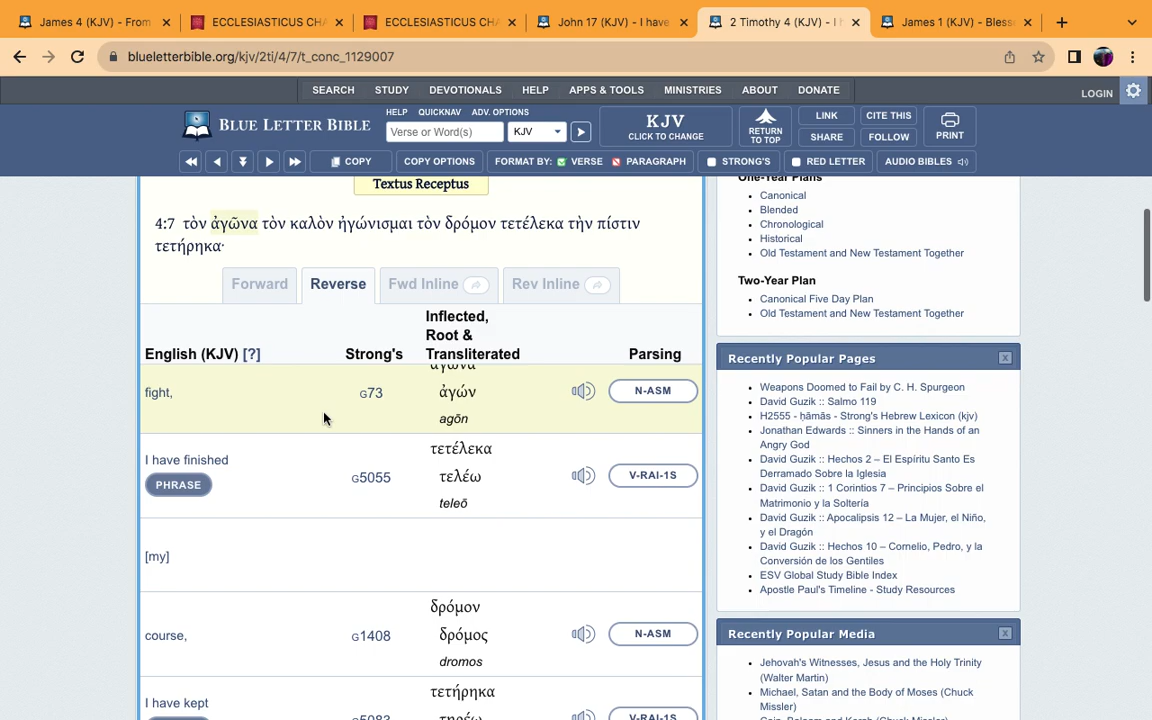 James 4 (KJV) - From
ECCLESIASTICUS CHA
ECCLESIASTICUS CHA
John 17 (KJV) - I have
2 Timothy 4 (KJV) - I h
James 1 (KJV) - Blesse
blueletterbible.org/kjv/2ti/4/7/t_conc_1129007
SEARCH STUDY DEVOTIONALS HELP APPS & TOOLS MINISTRIES ABOUT DONATE
LOGIN
BLUE LETTER BIBLE
HELP QUICKNAV ADV. OPTIONS
Verse or Word(s) KJV
KJV
CLICK TO CHANGE
RETURN
TO TOP
LINK CITE THIS
SHARE FOLLOW
PRINT
COPY COPY OPTIONS FORMAT BY: VERSE PARAGRAPH STRONG'S RED LETTER AUDIO BIBLES
Textus Receptus
4:7 τὸν ἀγῶνα τὸν καλὸν ἠγώνισμαι τὸν δρόμον τετέλεκα τὴν πίστιν
τετήρηκα·
Forward Reverse Fwd Inline Rev Inline
English (KJV) [?] Strong's Inflected,
Root &
Transliterated Parsing
ἀγῶνα
fight, G73 ἀγών N-ASM
agōn
τετέλεκα
I have finished
G5055 τελέω V-RAI-1S
PHRASE
teleō
[my]
δρόμον
course, G1408 δρόμος N-ASM
dromos
τετήρηκα
I have kept
G5083 τηρέω V-RAI-1S
One-Year Plans
Canonical
Blended
Chronological
Historical
Old Testament and New Testament Together
Two-Year Plan
Canonical Five Day Plan
Old Testament and New Testament Together
Recently Popular Pages x
Weapons Doomed to Fail by C. H. Spurgeon
David Guzik :: Salmo 119
H2555 - ḥāmās - Strong's Hebrew Lexicon (kjv)
Jonathan Edwards :: Sinners in the Hands of an
Angry God
David Guzik :: Hechos 2 – El Espíritu Santo Es
Derramado Sobre la Iglesia
David Guzik :: 1 Corintios 7 – Principios Sobre el
Matrimonio y la Soltería
David Guzik :: Apocalipsis 12 – La Mujer, el Niño,
y el Dragón
David Guzik :: Hechos 10 – Cornelio, Pedro, y la
Conversión de los Gentiles
ESV Global Study Bible Index
Apostle Paul's Timeline - Study Resources
Recently Popular Media x
Jehovah's Witnesses, Jesus and the Holy Trinity
(Walter Martin)
Michael, Satan and the Body of Moses (Chuck
Missler)